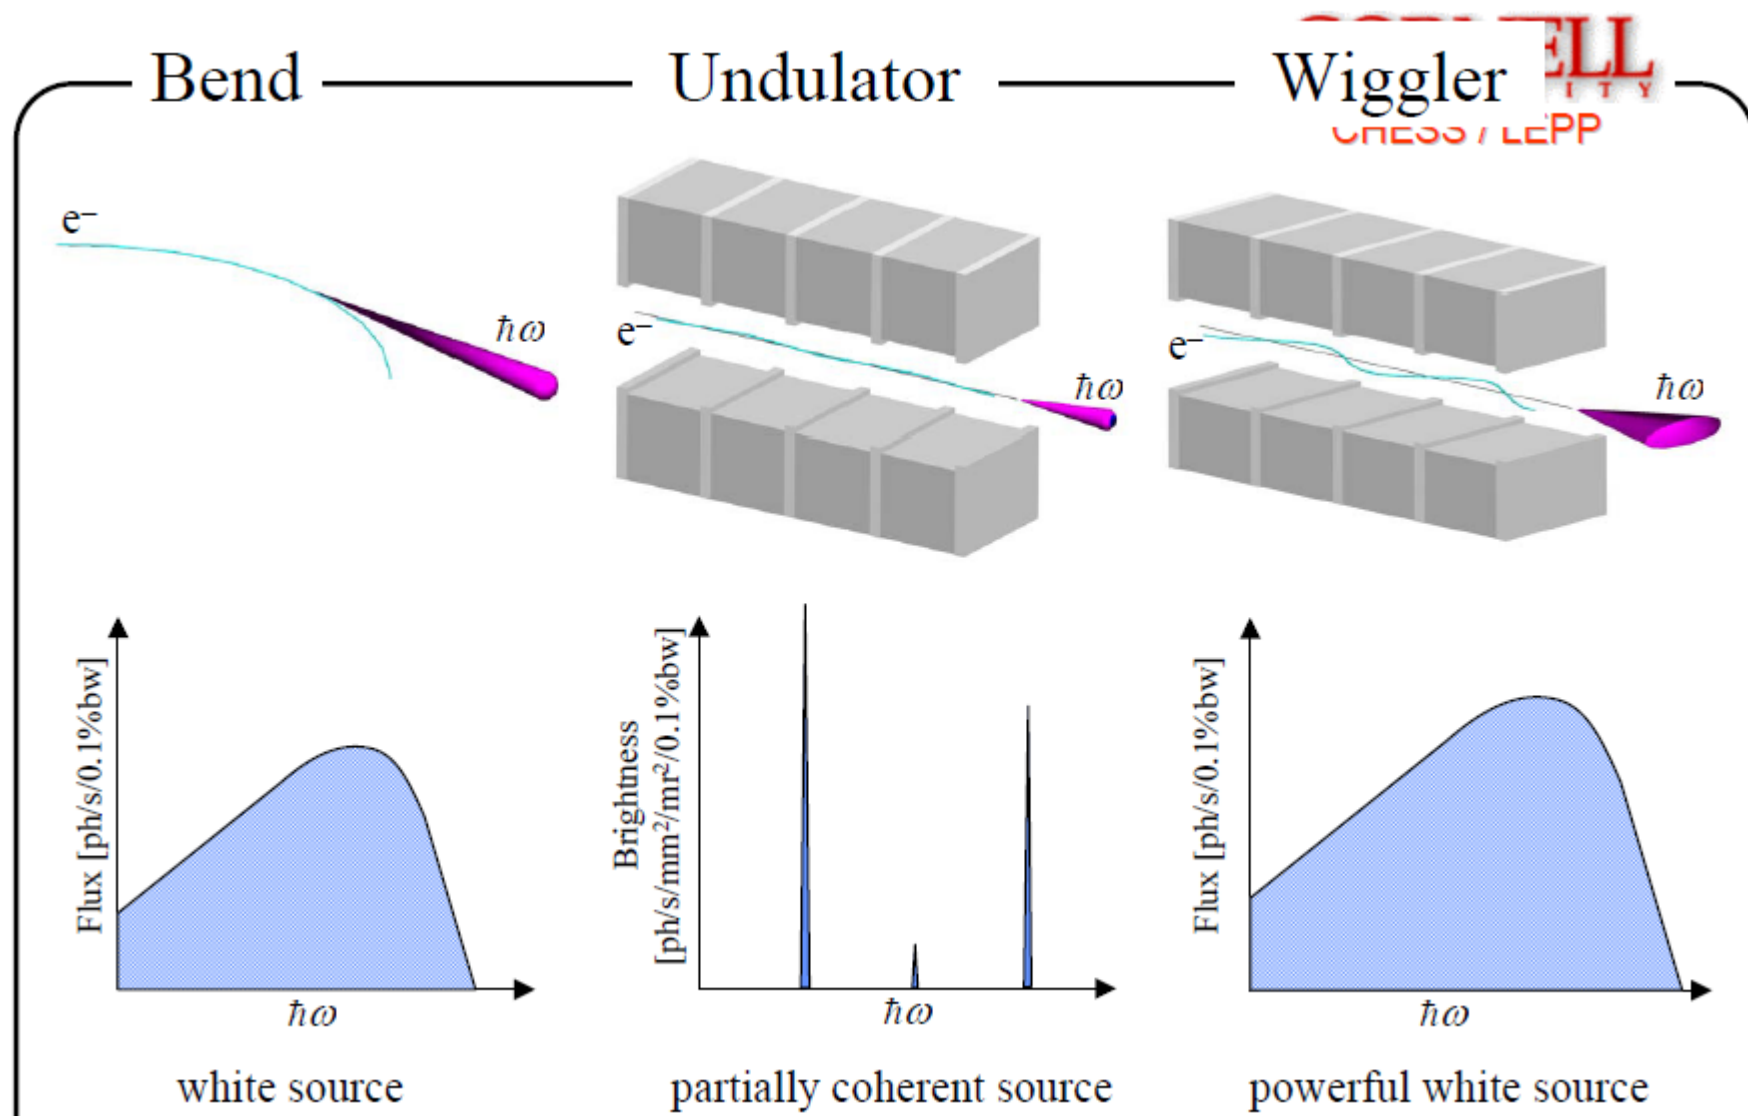 Bend
Undulator
Wiggler
ELL
I T Y
CHESS / LEPP
e⁻
ħω
e⁻
ħω
e⁻
ħω
Flux [ph/s/0.1%bw]
ħω
Brightness
[ph/s/mm²/mr²/0.1%bw]
ħω
Flux [ph/s/0.1%bw]
ħω
white source
partially coherent source
powerful white source